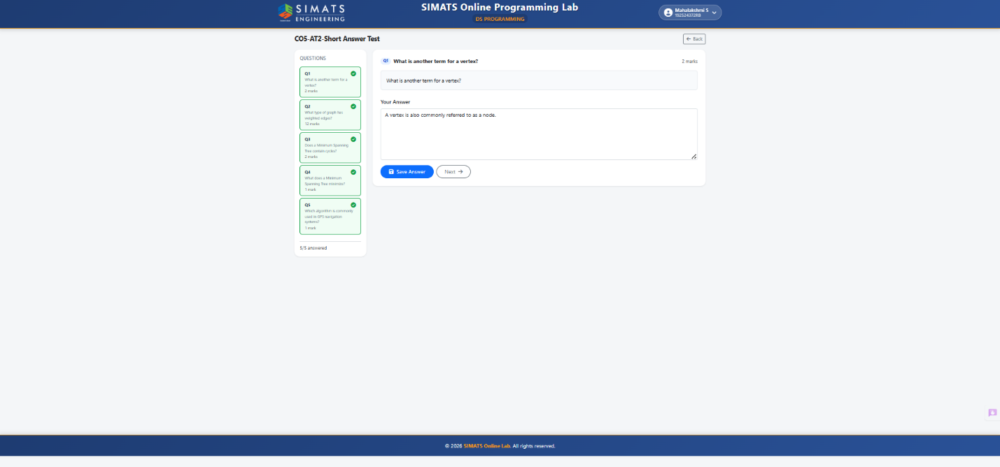 SIMATS
ENGINEERING
SIMATS Online Programming Lab
DS PROGRAMMING
Mahalakshmi S
192524372RB
CO5-AT2-Short Answer Test
← Back
QUESTIONS
Q1
What is another term for a
vertex?
2 marks
Q2
What type of graph has
weighted edges?
12 marks
Q3
Does a Minimum Spanning
Tree contain cycles?
2 marks
Q4
What does a Minimum
Spanning Tree minimize?
1 mark
Q5
Which algorithm is commonly
used in GPS navigation
systems?
1 mark
5/5 answered
Q1 What is another term for a vertex? 2 marks
What is another term for a vertex?
Your Answer
A vertex is also commonly referred to as a node.
Save Answer
Next →
© 2026 SIMATS Online Lab. All rights reserved.